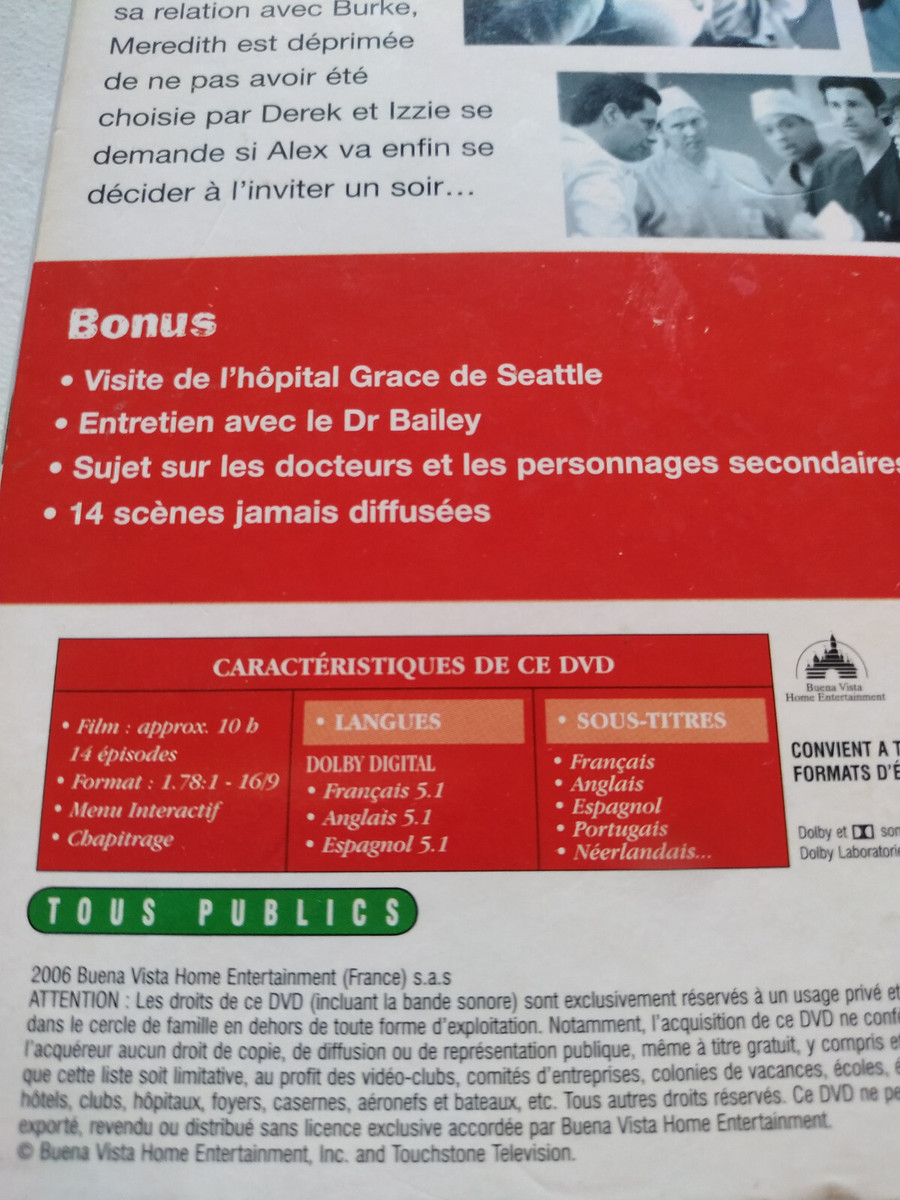 sa relation avec Burke,
Meredith est déprimée
de ne pas avoir été
choisie par Derek et Izzie se
demande si Alex va enfin se
décider à l'inviter un soir...
Bonus
• Visite de l'hôpital Grace de Seattle
• Entretien avec le Dr Bailey
• Sujet sur les docteurs et les personnages secondaires
• 14 scènes jamais diffusées
CARACTÉRISTIQUES DE CE DVD
• Film : approx. 10 h
14 épisodes
• Format : 1.78:1 - 16/9
• Menu Interactif
• Chapitrage
• LANGUES
DOLBY DIGITAL
• Français 5.1
• Anglais 5.1
• Espagnol 5.1
• SOUS-TITRES
• Français
• Anglais
• Espagnol
• Portugais
• Néerlandais...
Buena Vista
Home Entertainment
CONVIENT A T
FORMATS D'É
Dolby et son
Dolby Laboratorie
TOUS PUBLICS
2006 Buena Vista Home Entertainment (France) s.a.s
ATTENTION : Les droits de ce DVD (incluant la bande sonore) sont exclusivement réservés à un usage privé et
dans le cercle de famille en dehors de toute forme d'exploitation. Notamment, l'acquisition de ce DVD ne conf
l'acquéreur aucun droit de copie, de diffusion ou de représentation publique, même à titre gratuit, y compris et
que cette liste soit limitative, au profit des vidéo-clubs, comités d'entreprises, colonies de vacances, écoles, é
hôtels, clubs, hôpitaux, foyers, casernes, aéronefs et bateaux, etc. Tous autres droits réservés. Ce DVD ne pe
exporté, revendu ou distribué sans licence exclusive accordée par Buena Vista Home Entertainment.
© Buena Vista Home Entertainment, Inc. and Touchstone Television.